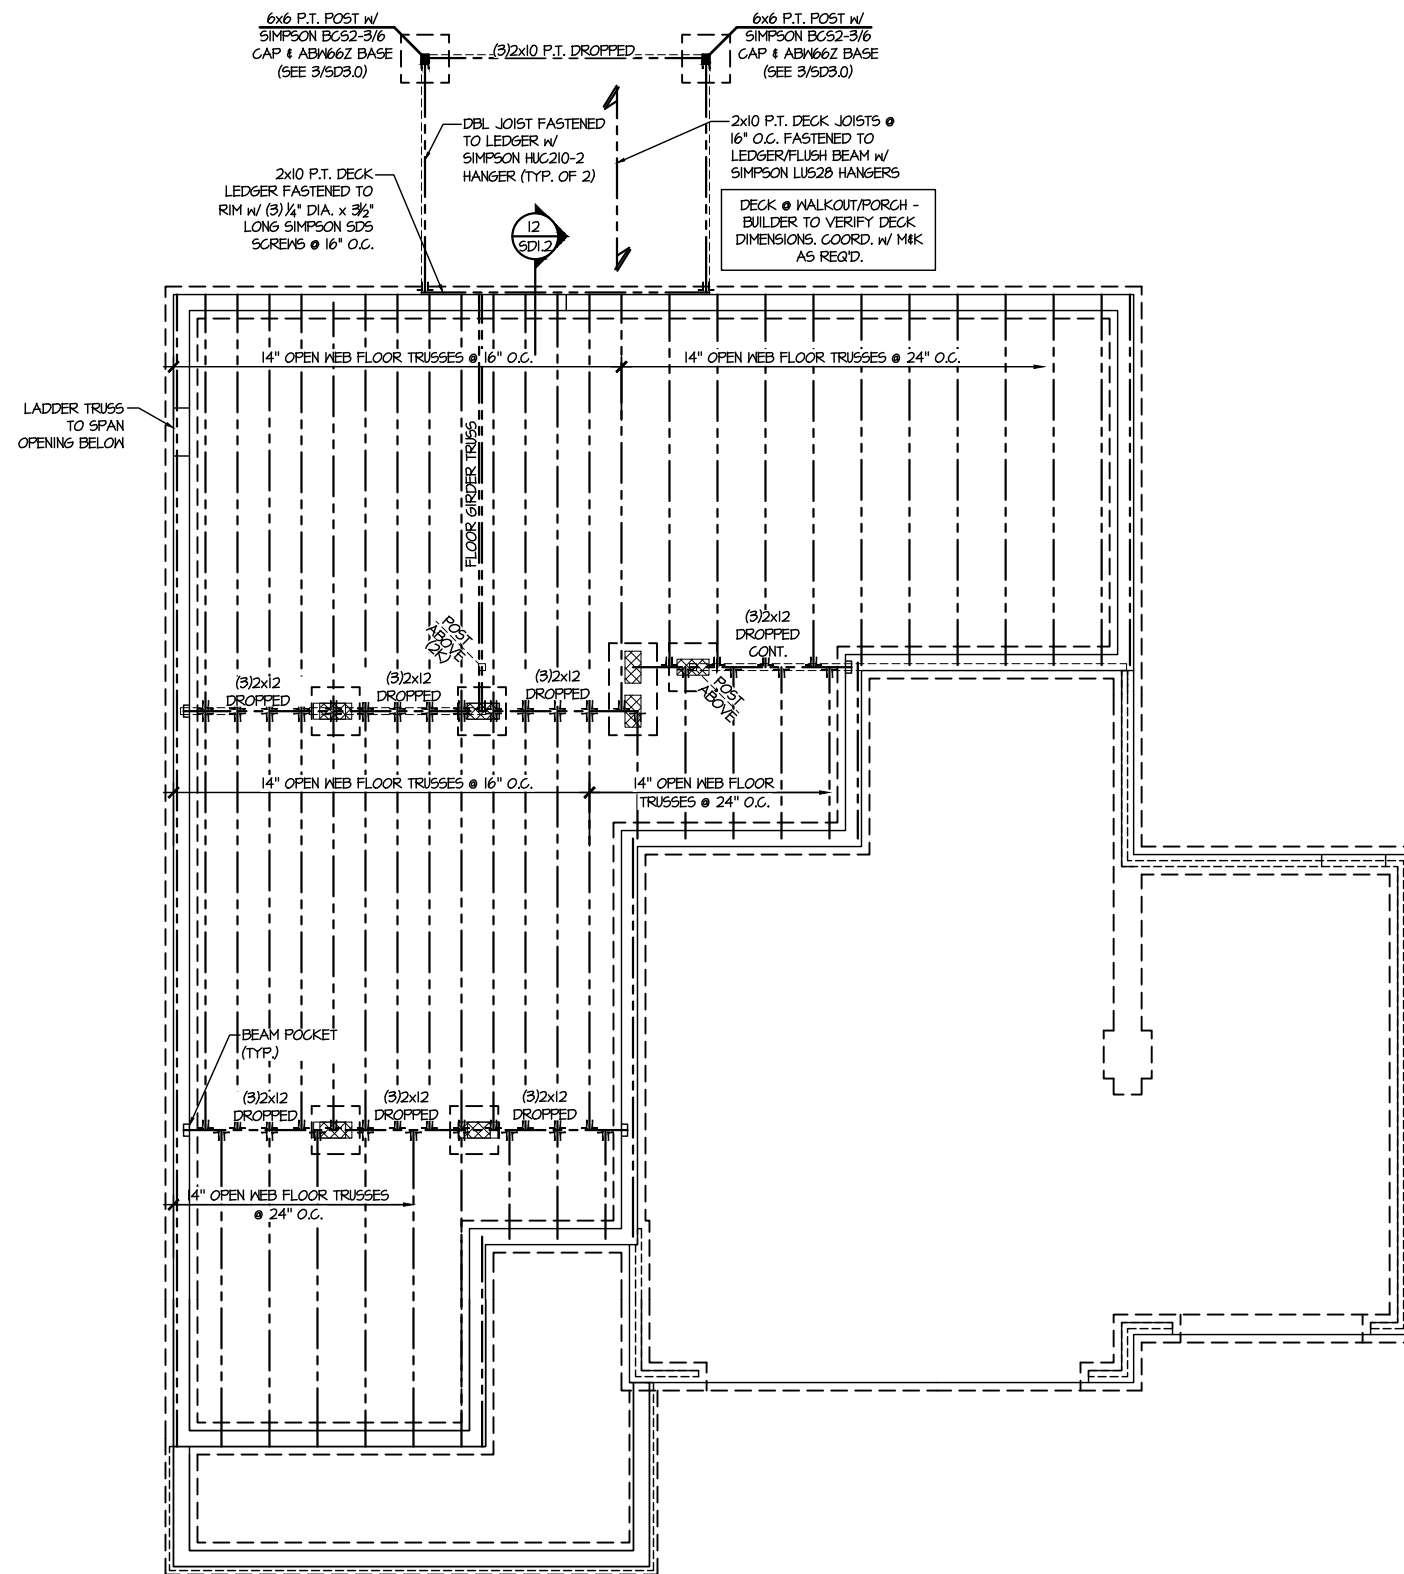 6x6 P.T. POST W/
SIMPSON BCS2-3/6
CAP & ABW66Z BASE
(SEE 3/SD3.0)
(3)2x10 P.T. DROPPED
6x6 P.T. POST W/
SIMPSON BCS2-3/6
CAP & ABW66Z BASE
(SEE 3/SD3.0)
DBL JOIST FASTENED
TO LEDGER W/
SIMPSON HUC210-2
HANGER (TYP. OF 2)
2x10 P.T. DECK JOISTS @
16" O.C. FASTENED TO
LEDGER/FLUSH BEAM W/
SIMPSON LUS28 HANGERS
2x10 P.T. DECK
LEDGER FASTENED TO
RIM W/ (3) 1/4" DIA. x 3 1/2"
LONG SIMPSON SDS
SCREWS @ 16" O.C.
12
SD1.2
DECK @ WALKOUT/PORCH -
BUILDER TO VERIFY DECK
DIMENSIONS. COORD. W/ M&K
AS REQ'D.
14" OPEN WEB FLOOR TRUSSES @ 16" O.C.
14" OPEN WEB FLOOR TRUSSES @ 24" O.C.
LADDER TRUSS
TO SPAN
OPENING BELOW
FLOOR GIRDER TRUSS
POST
ABOVE
(2K)
(3)2x12
DROPPED
CONT.
(3)2x12
DROPPED
(3)2x12
DROPPED
(3)2x12
DROPPED
POST
ABOVE
14" OPEN WEB FLOOR TRUSSES @ 16" O.C.
14" OPEN WEB FLOOR
TRUSSES @ 24" O.C.
BEAM POCKET
(TYP.)
(3)2x12
DROPPED
(3)2x12
DROPPED
(3)2x12
DROPPED
14" OPEN WEB FLOOR TRUSSES
@ 24" O.C.